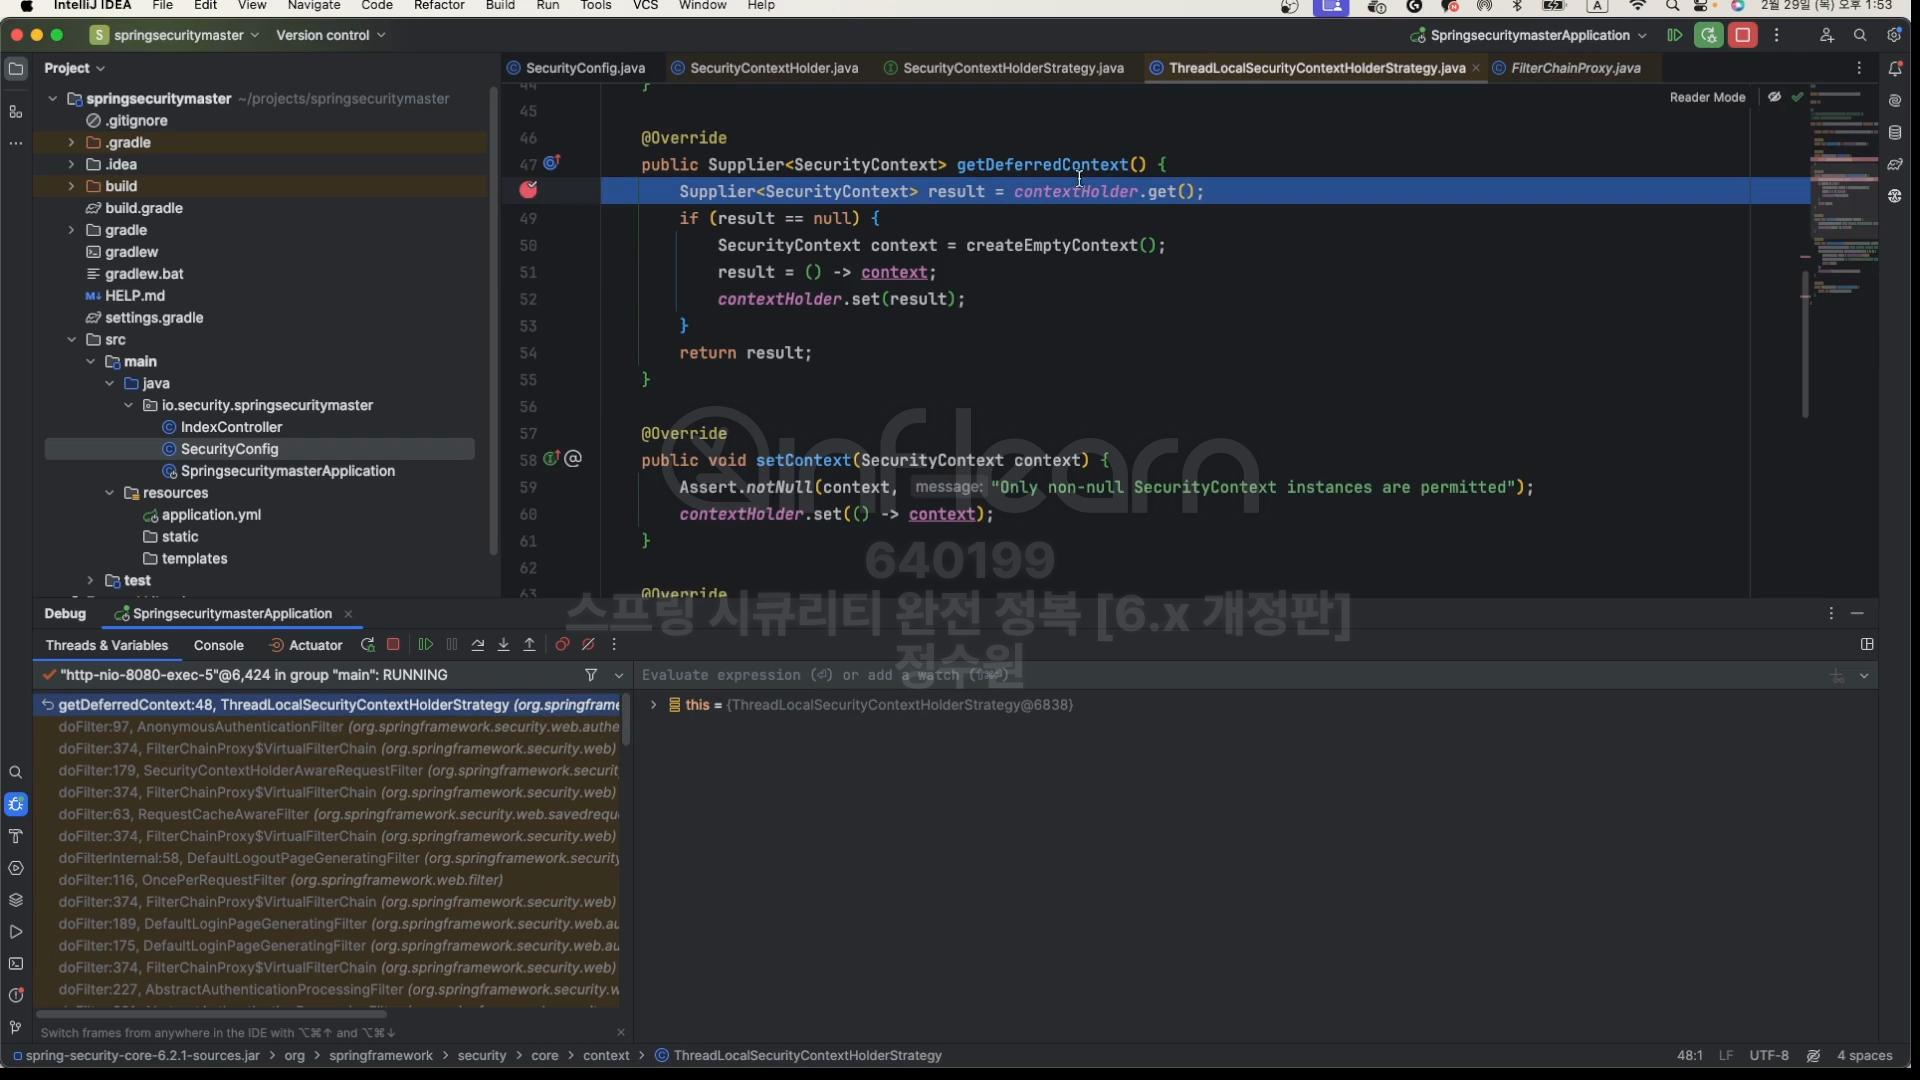 IntelliJ IDEA File Edit View Navigate Code Refactor Build Run Tools VCS Window Help
A 2월 29일 (목) 오후 1:53
S springsecuritymaster Version control SpringsecuritymasterApplication
Project
SecurityConfig.java SecurityContextHolder.java SecurityContextHolderStrategy.java ThreadLocalSecurityContextHolderStrategy.java FilterChainProxy.java
Reader Mode
springsecuritymaster ~/projects/springsecuritymaster
.gitignore
.gradle
.idea
build
build.gradle
gradle
gradlew
gradlew.bat
M↓ HELP.md
settings.gradle
src
main
java
io.security.springsecuritymaster
IndexController
SecurityConfig
SpringsecuritymasterApplication
resources
application.yml
static
templates
test
44 }
45
46 @Override
47 public Supplier<SecurityContext> getDeferredContext() {
Supplier<SecurityContext> result = contextHolder.get();
49 if (result == null) {
50 SecurityContext context = createEmptyContext();
51 result = () -> context;
52 contextHolder.set(result);
53 }
54 return result;
55 }
56
57 @Override
58 public void setContext(SecurityContext context) {
59 Assert.notNull(context, message: "Only non-null SecurityContext instances are permitted");
60 contextHolder.set(() -> context);
61 }
62
63 @Override
inflearn
640199
스프링 시큐리티 완전 정복 [6.x 개정판]
정수원
Debug SpringsecuritymasterApplication
Threads & Variables Console Actuator
"http-nio-8080-exec-5"@6,424 in group "main": RUNNING
Evaluate expression (⏎) or add a watch (⇧⌘⏎)
getDeferredContext:48, ThreadLocalSecurityContextHolderStrategy (org.springframe
doFilter:97, AnonymousAuthenticationFilter (org.springframework.security.web.authe
doFilter:374, FilterChainProxy$VirtualFilterChain (org.springframework.security.web)
doFilter:179, SecurityContextHolderAwareRequestFilter (org.springframework.securit
doFilter:374, FilterChainProxy$VirtualFilterChain (org.springframework.security.web)
doFilter:63, RequestCacheAwareFilter (org.springframework.security.web.savedrequ
doFilter:374, FilterChainProxy$VirtualFilterChain (org.springframework.security.web)
doFilterInternal:58, DefaultLogoutPageGeneratingFilter (org.springframework.security
doFilter:116, OncePerRequestFilter (org.springframework.web.filter)
doFilter:374, FilterChainProxy$VirtualFilterChain (org.springframework.security.web)
doFilter:189, DefaultLoginPageGeneratingFilter (org.springframework.security.web.au
doFilter:175, DefaultLoginPageGeneratingFilter (org.springframework.security.web.au
doFilter:374, FilterChainProxy$VirtualFilterChain (org.springframework.security.web)
doFilter:227, AbstractAuthenticationProcessingFilter (org.springframework.security.w
this = {ThreadLocalSecurityContextHolderStrategy@6838}
Switch frames from anywhere in the IDE with ⌥⌘↑ and ⌥⌘↓
spring-security-core-6.2.1-sources.jar > org > springframework > security > core > context > ThreadLocalSecurityContextHolderStrategy
48:1 LF UTF-8 4 spaces